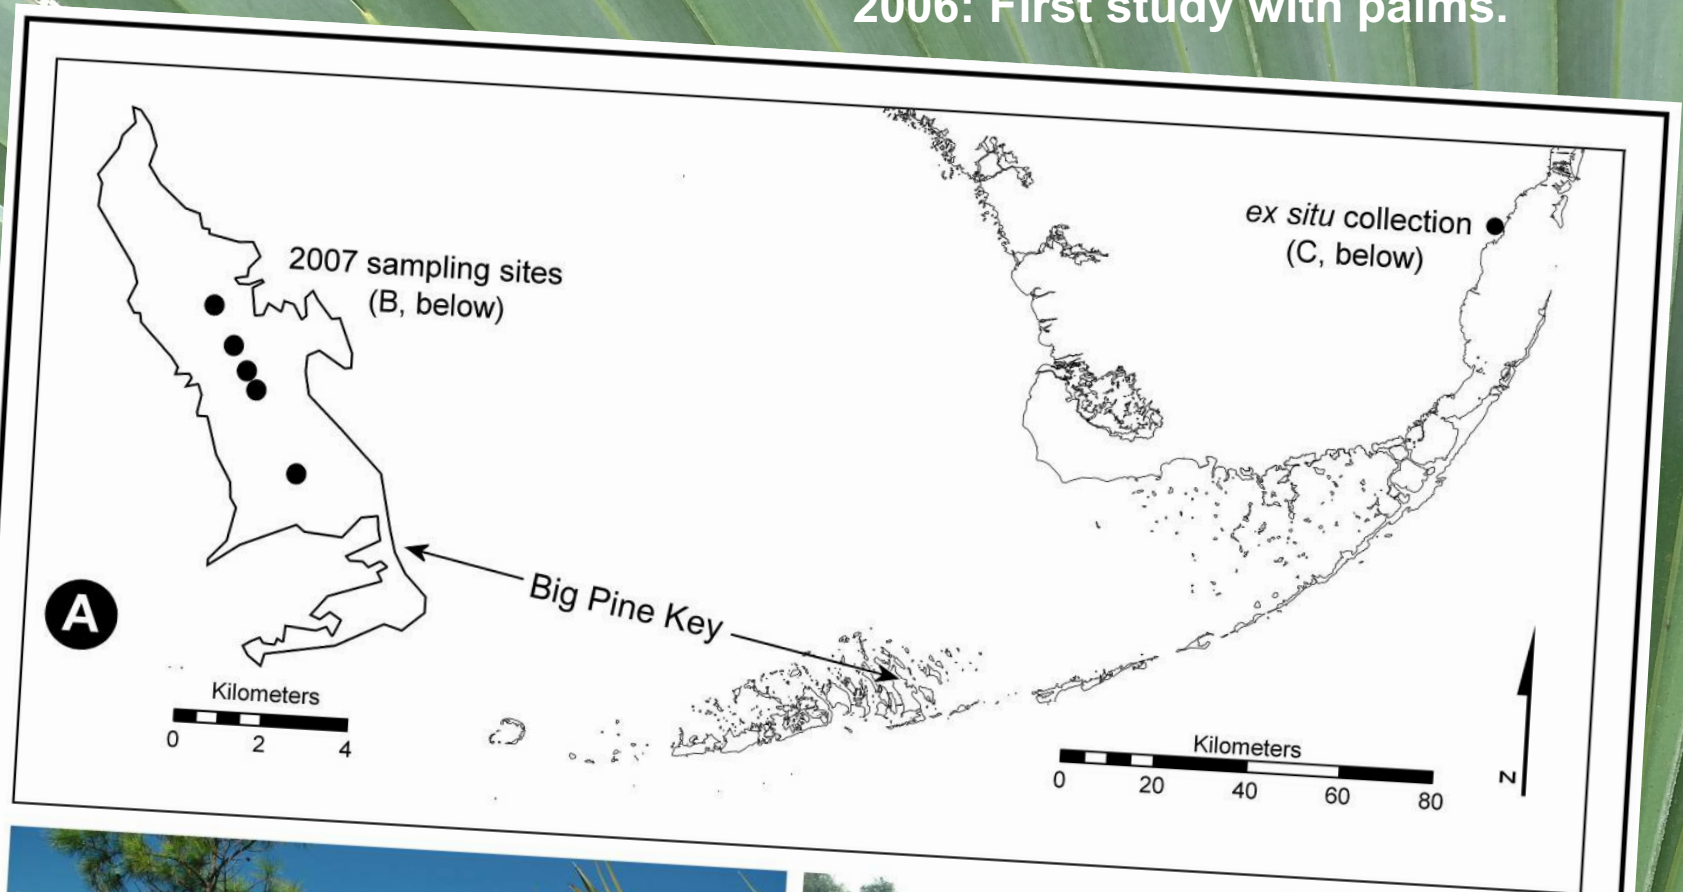 2006: First study with palms.
2007 sampling sites
(B, below)
ex situ collection
(C, below)
Big Pine Key
A
Kilometers
0 2 4
Kilometers
0 20 40 60 80
N